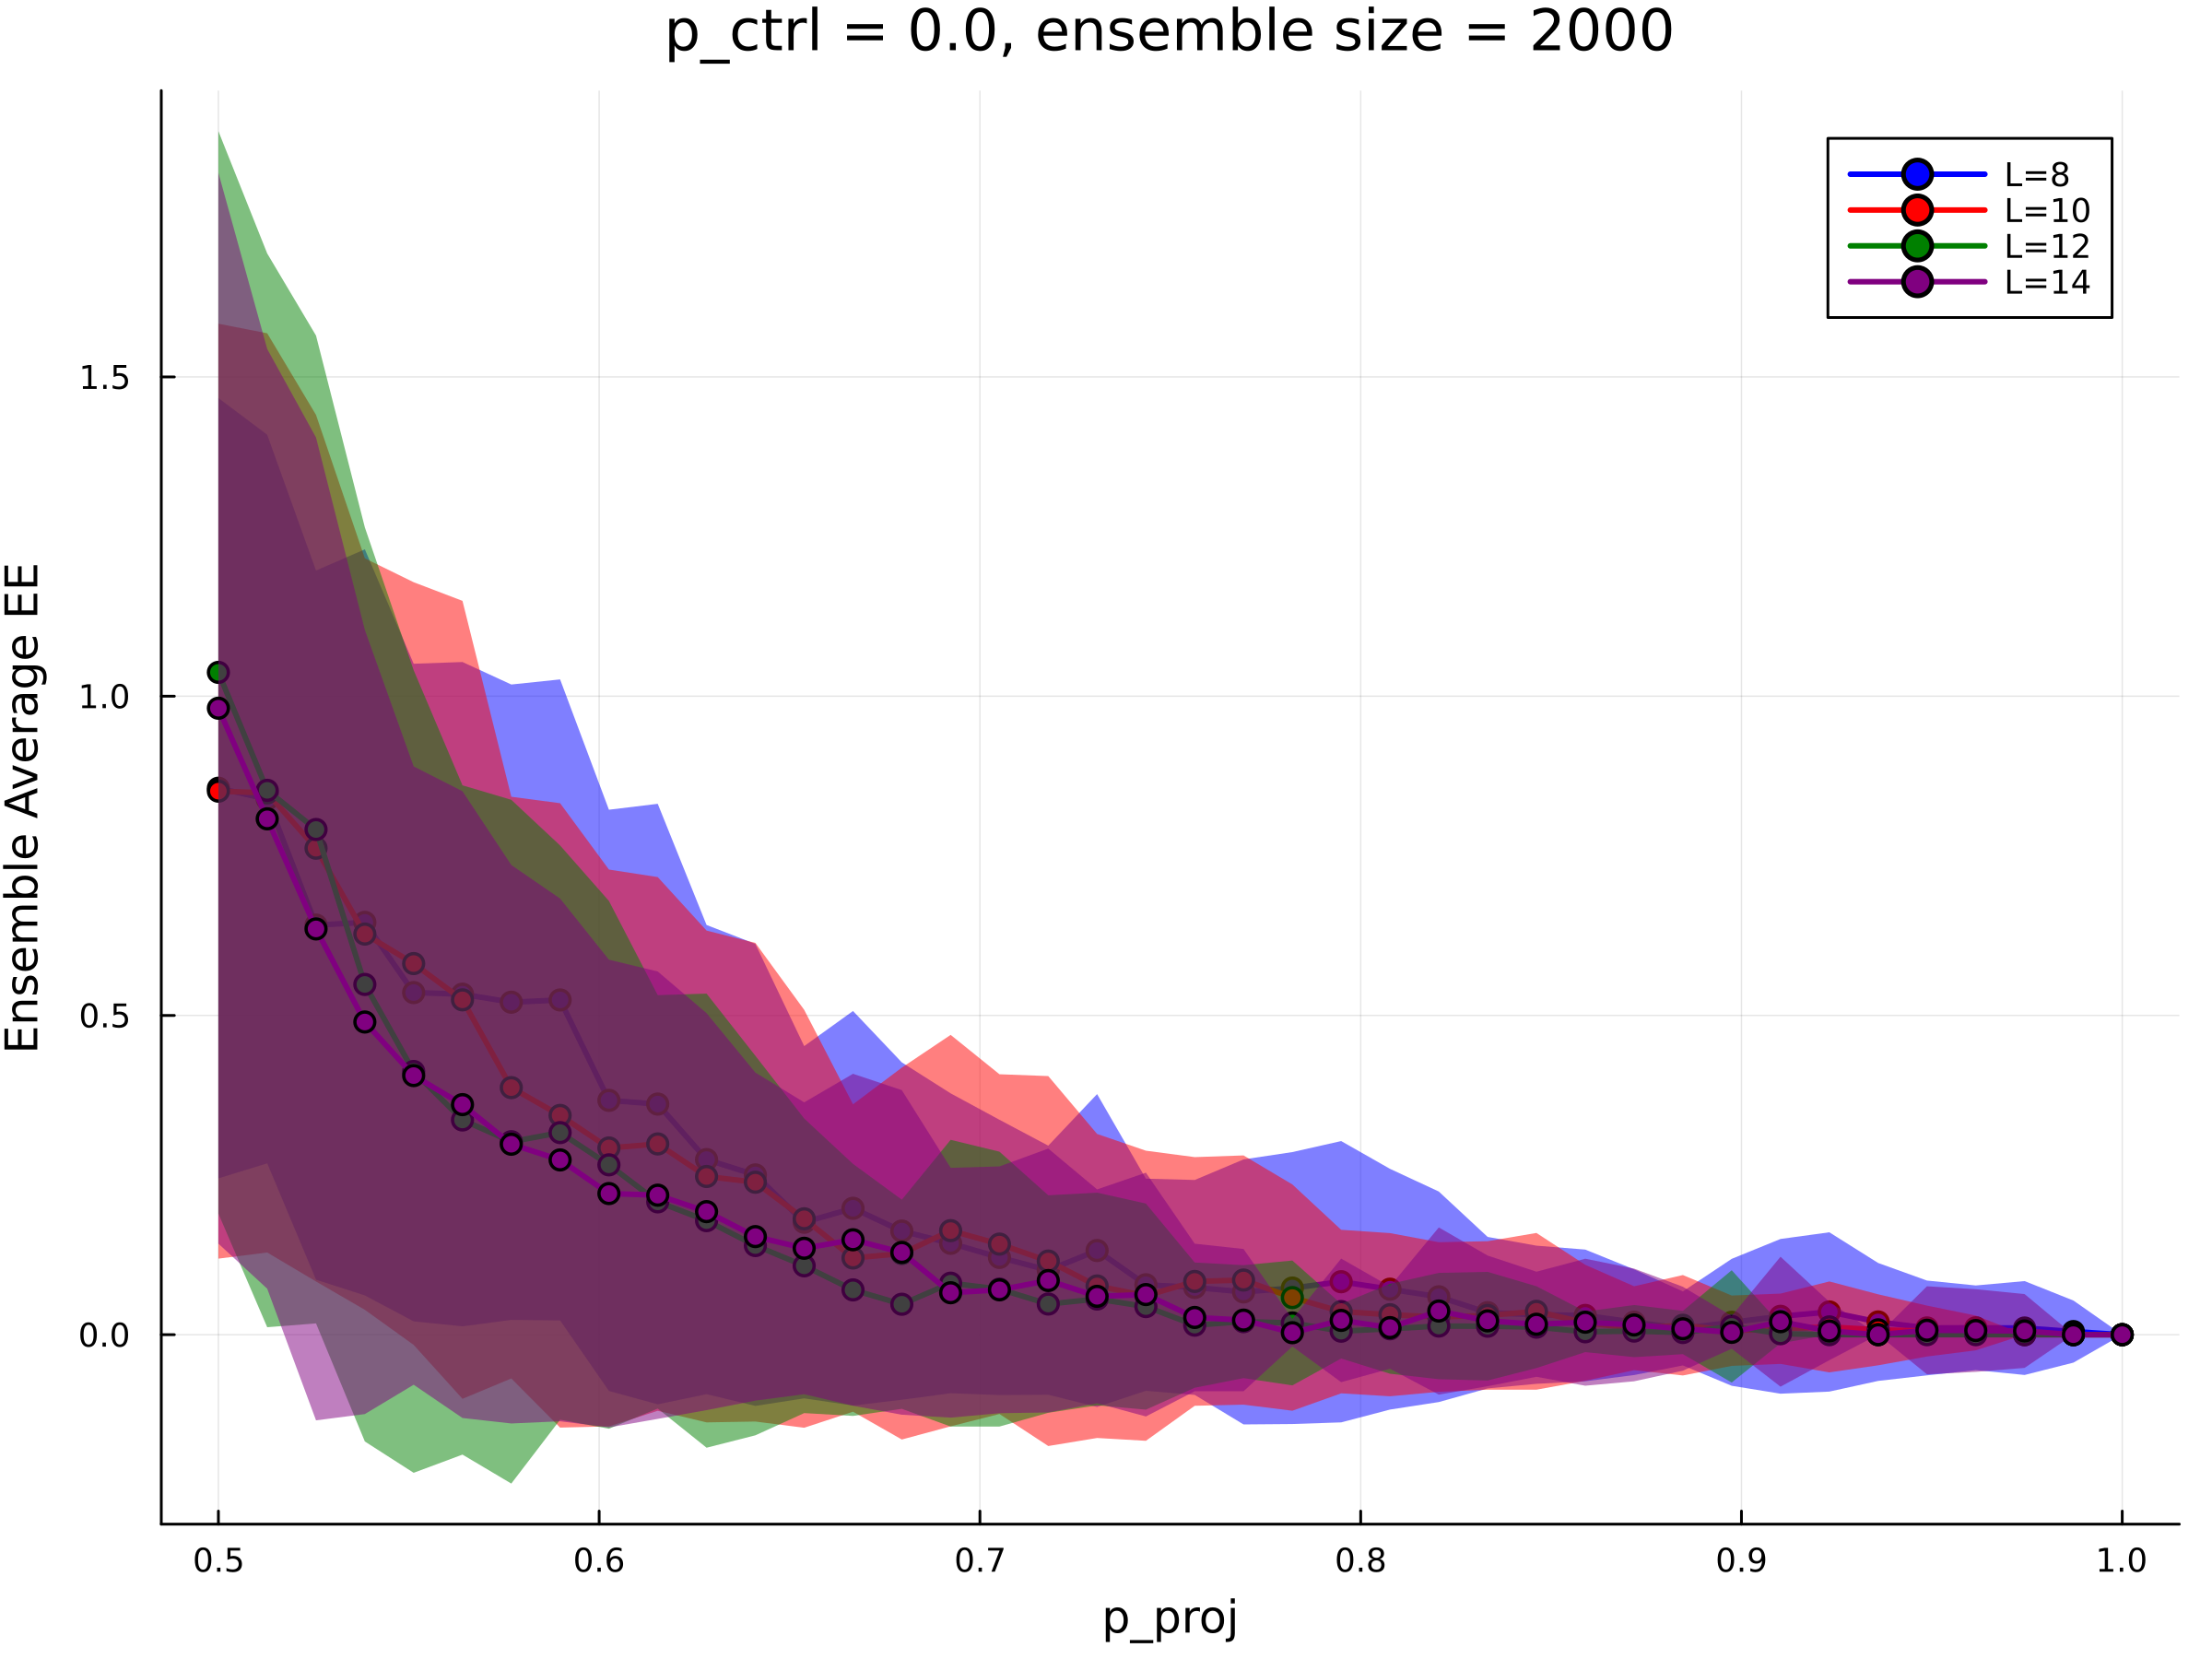 p_ctrl = 0.0, ensemble size = 2000
L=8
L=10
L=12
L=14
Ensemble Average EE
1.5
1.0
0.5
0.0
0.5 0.6 0.7 0.8 0.9 1.0
p_proj